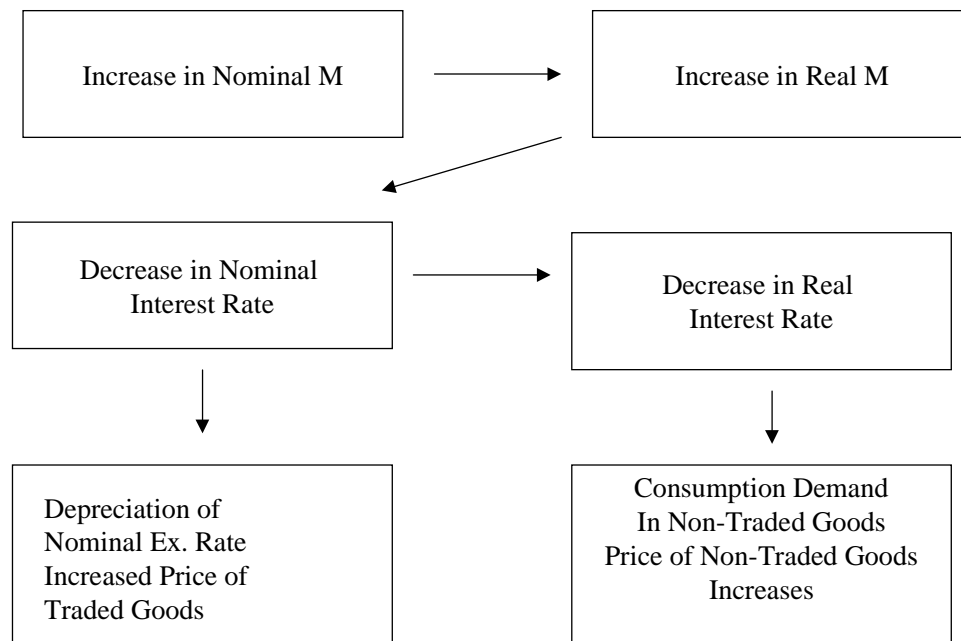 Increase in Nominal M
Increase in Real M
Decrease in Nominal
Interest Rate
Decrease in Real
Interest Rate
Depreciation of
Nominal Ex. Rate
Increased Price of
Traded Goods
Consumption Demand
In Non-Traded Goods
Price of Non-Traded Goods
Increases